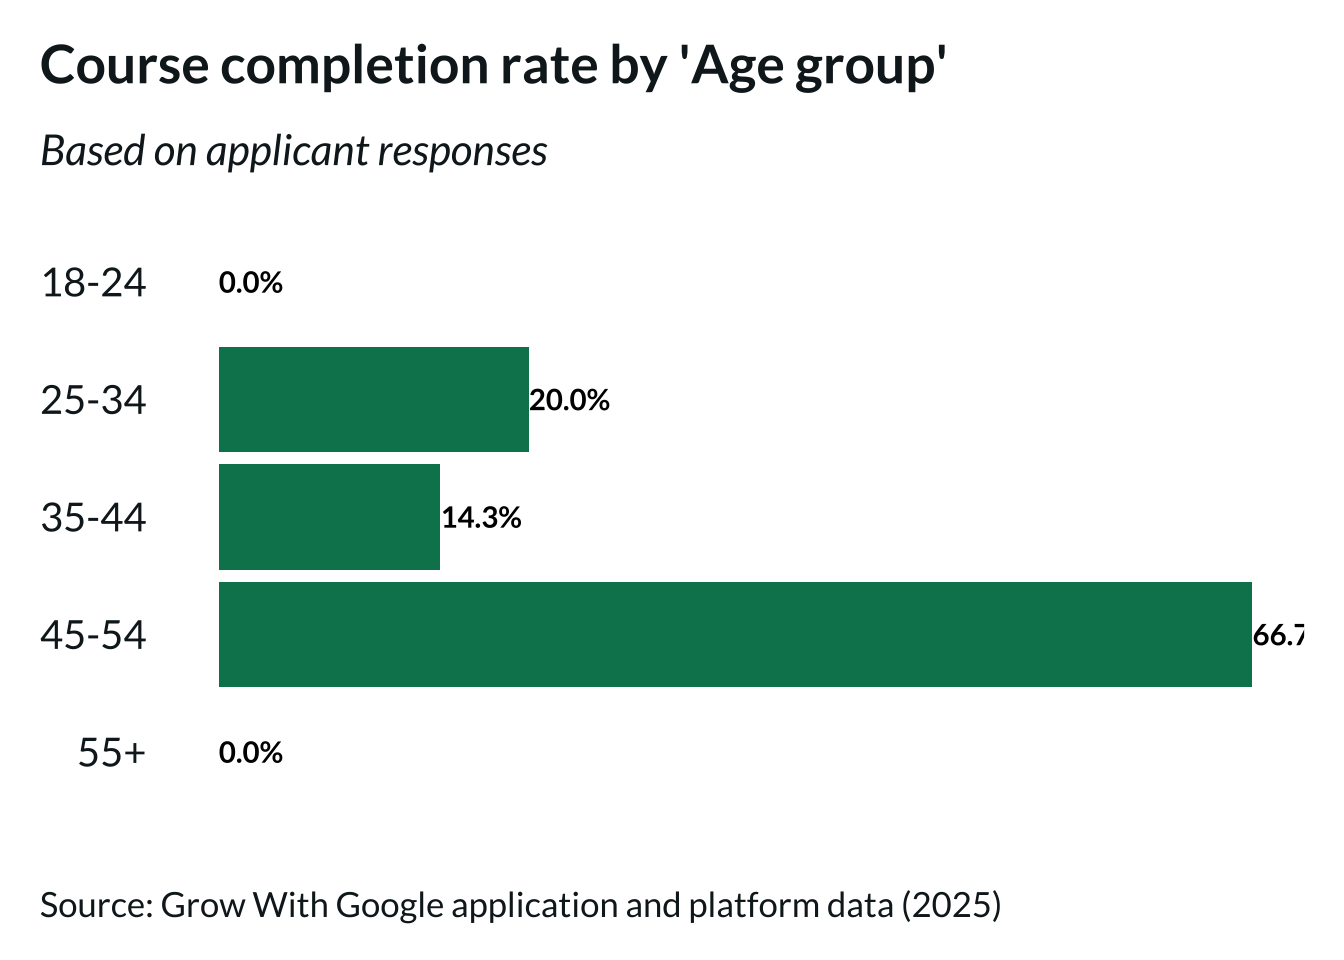 Course completion rate by 'Age group'
Based on applicant responses
18-24 0.0%
25-34 20.0%
35-44 14.3%
45-54 66.7
55+ 0.0%
Source: Grow With Google application and platform data (2025)